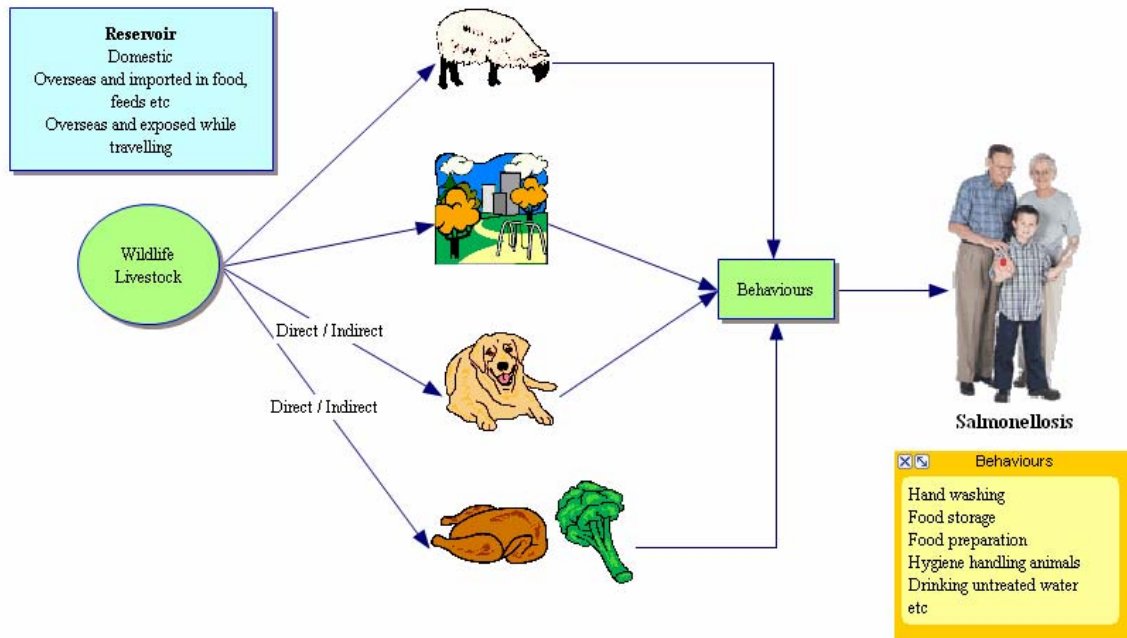 Reservoir
Domestic
Overseas and imported in food,
feeds etc
Overseas and exposed while
travelling
Wildlife
Livestock
Direct / Indirect
Direct / Indirect
Behaviours
Salmonellosis
Behaviours
Hand washing
Food storage
Food preparation
Hygiene handling animals
Drinking untreated water
etc